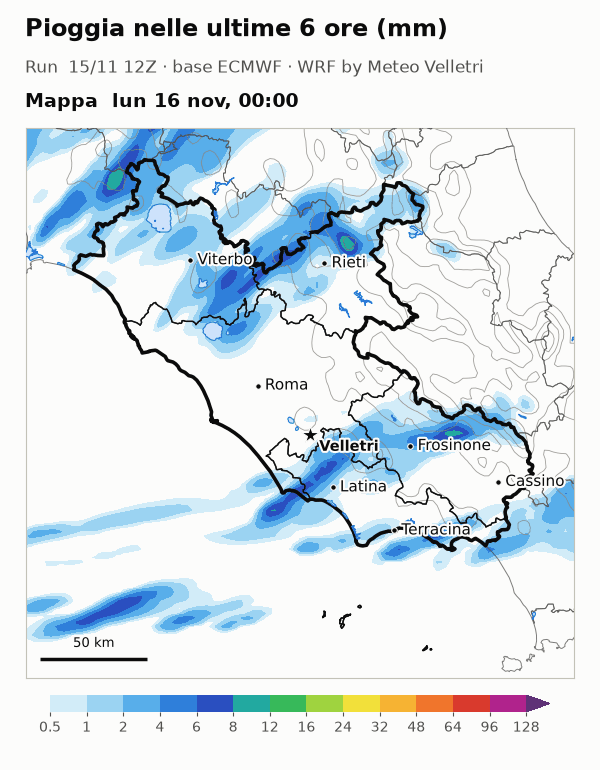 Pioggia nelle ultime 6 ore (mm)
Run  15/11 12Z · base ECMWF · WRF by Meteo Velletri
Mappa  lun 16 nov, 00:00
Viterbo
Rieti
Roma
Velletri
Frosinone
Latina
Cassino
Terracina
50 km
0.5 1 2 4 6 8 12 16 24 32 48 64 96 128